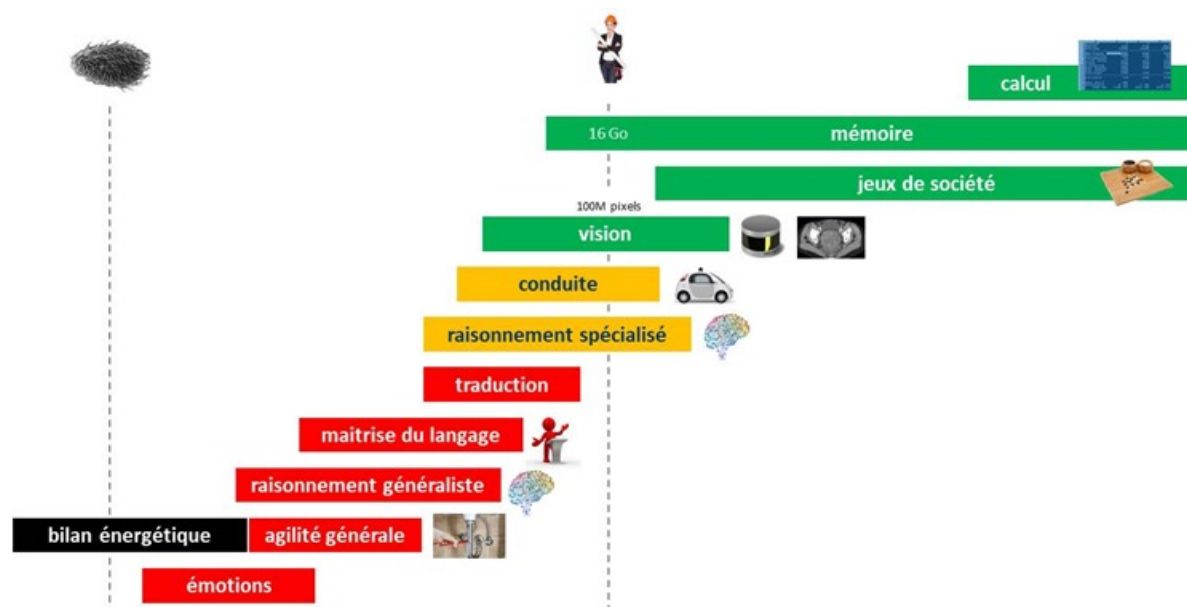 calcul
16 Go
mémoire
jeux de société
100M pixels
vision
conduite
raisonnement spécialisé
traduction
maitrise du langage
raisonnement généraliste
bilan énergétique
agilité générale
émotions